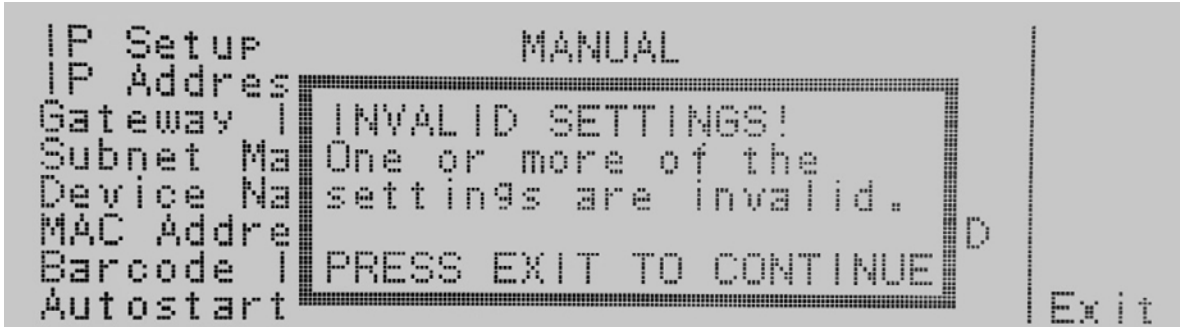 IP Setup MANUAL
IP Addres
Gateway I
INVALID SETTINGS!
Subnet Ma
One or more of the
Device Na
settings are invalid.
MAC Addre
D
Barcode I
PRESS EXIT TO CONTINUE
Autostart
Exit